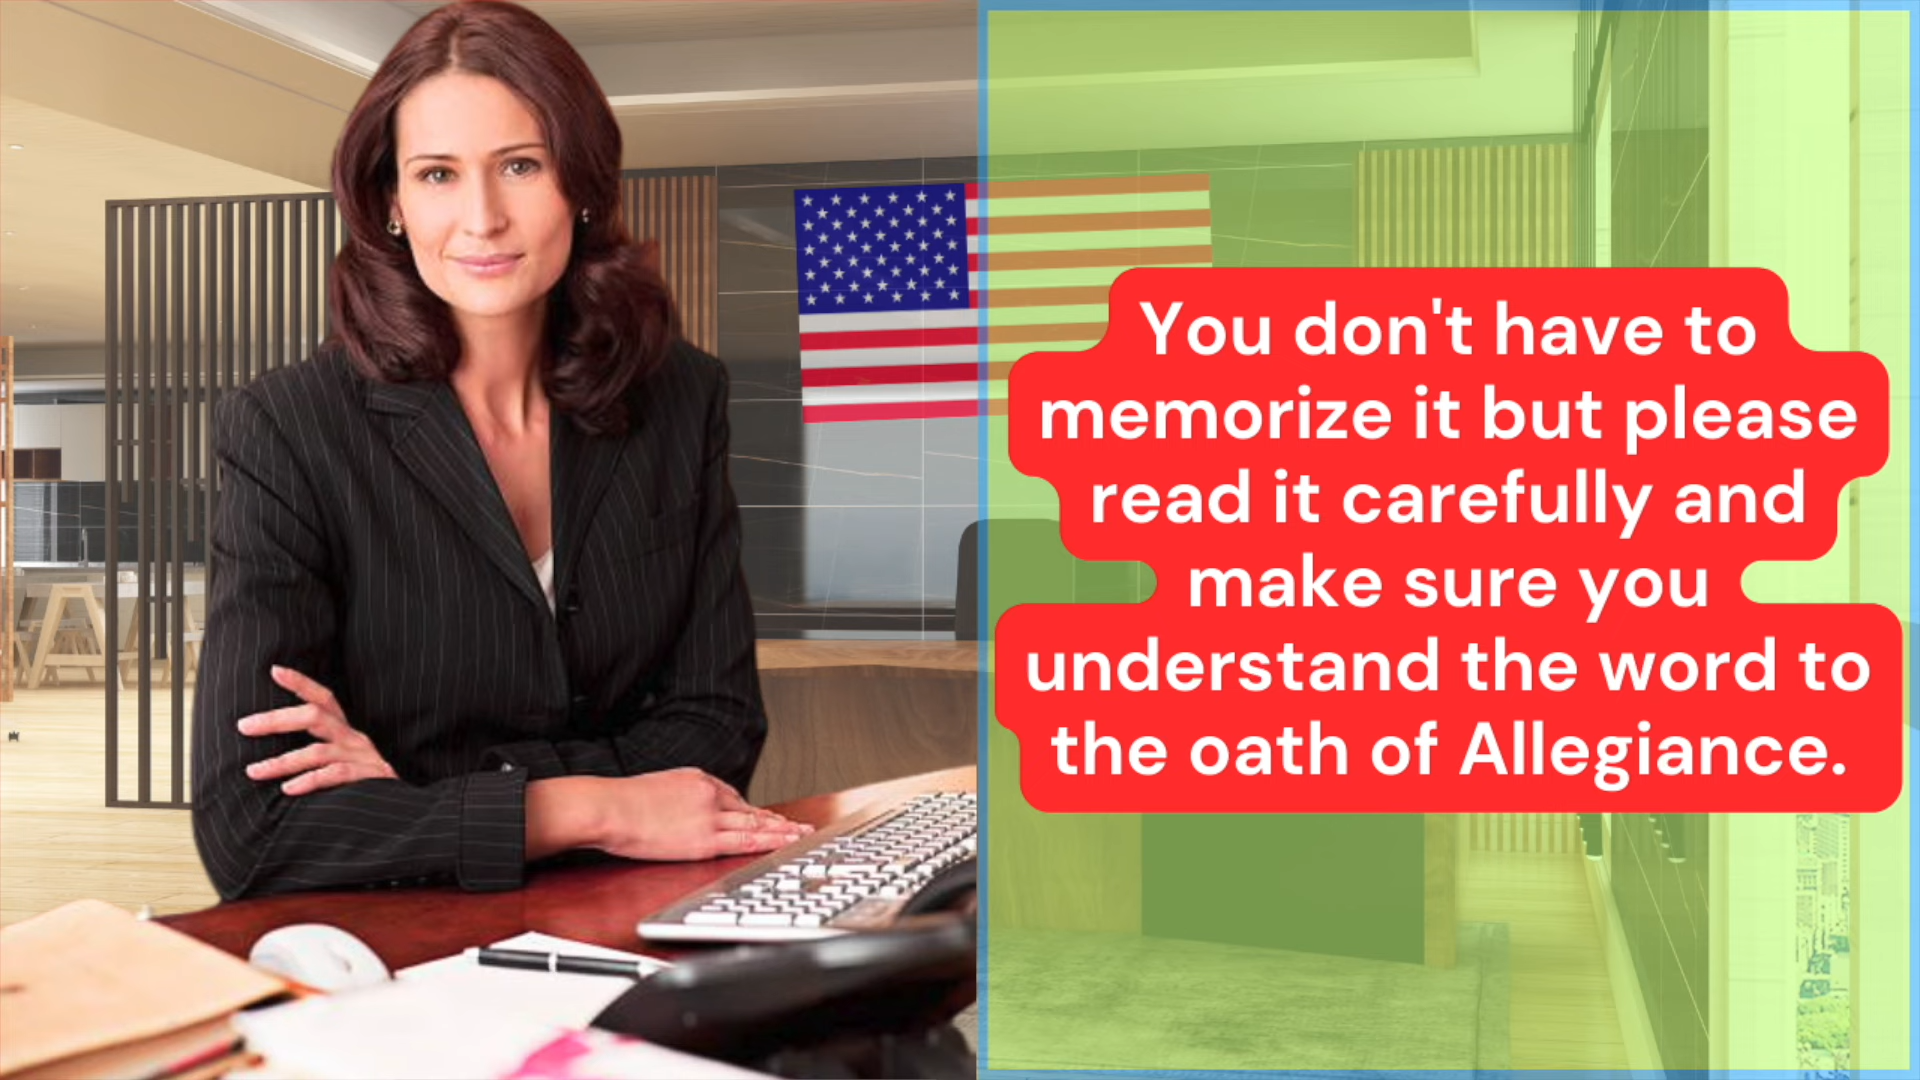 You don't have to
memorize it but please
read it carefully and
make sure you
understand the word to
the oath of Allegiance.